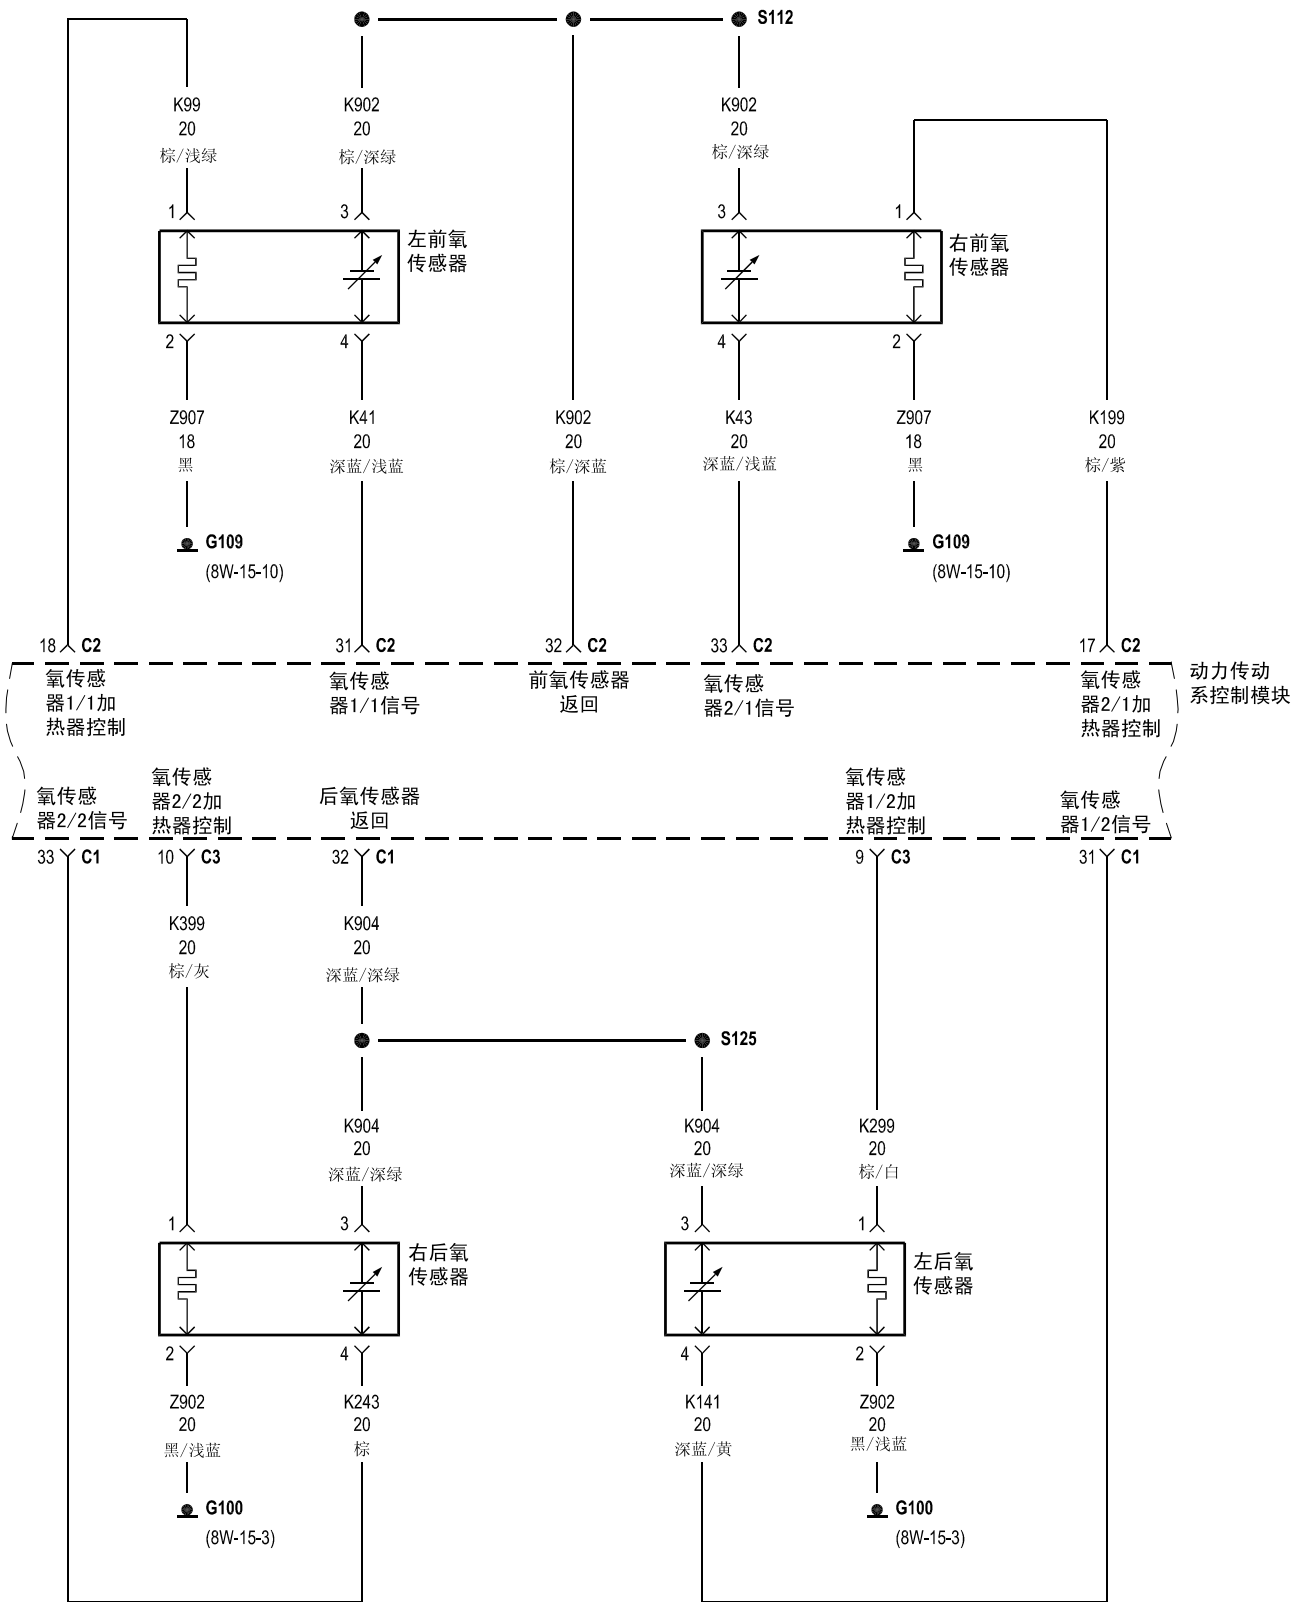 S112
K99
20
棕/浅绿
K902
20
棕/深绿
K902
20
棕/深绿
1
3
3
1
左前氧
传感器
右前氧
传感器
2
4
4
2
Z907
18
黑
K41
20
深蓝/浅蓝
K902
20
棕/深蓝
K43
20
深蓝/浅蓝
Z907
18
黑
K199
20
棕/紫
G109
(8W-15-10)
G109
(8W-15-10)
18 C2
31 C2
32 C2
33 C2
17 C2
氧传感
器1/1加
热器控制
氧传感
器1/1信号
前氧传感器
返回
氧传感
器2/1信号
氧传感
器2/1加
热器控制
动力传动
系控制模块
氧传感
器2/2信号
氧传感
器2/2加
热器控制
后氧传感器
返回
氧传感
器1/2加
热器控制
氧传感
器1/2信号
33 C1
10 C3
32 C1
9 C3
31 C1
K399
20
棕/灰
K904
20
深蓝/深绿
S125
K904
20
深蓝/深绿
K904
20
深蓝/深绿
K299
20
棕/白
1
3
3
1
右后氧
传感器
左后氧
传感器
2
4
4
2
Z902
20
黑/浅蓝
K243
20
棕
K141
20
深蓝/黄
Z902
20
黑/浅蓝
G100
(8W-15-3)
G100
(8W-15-3)